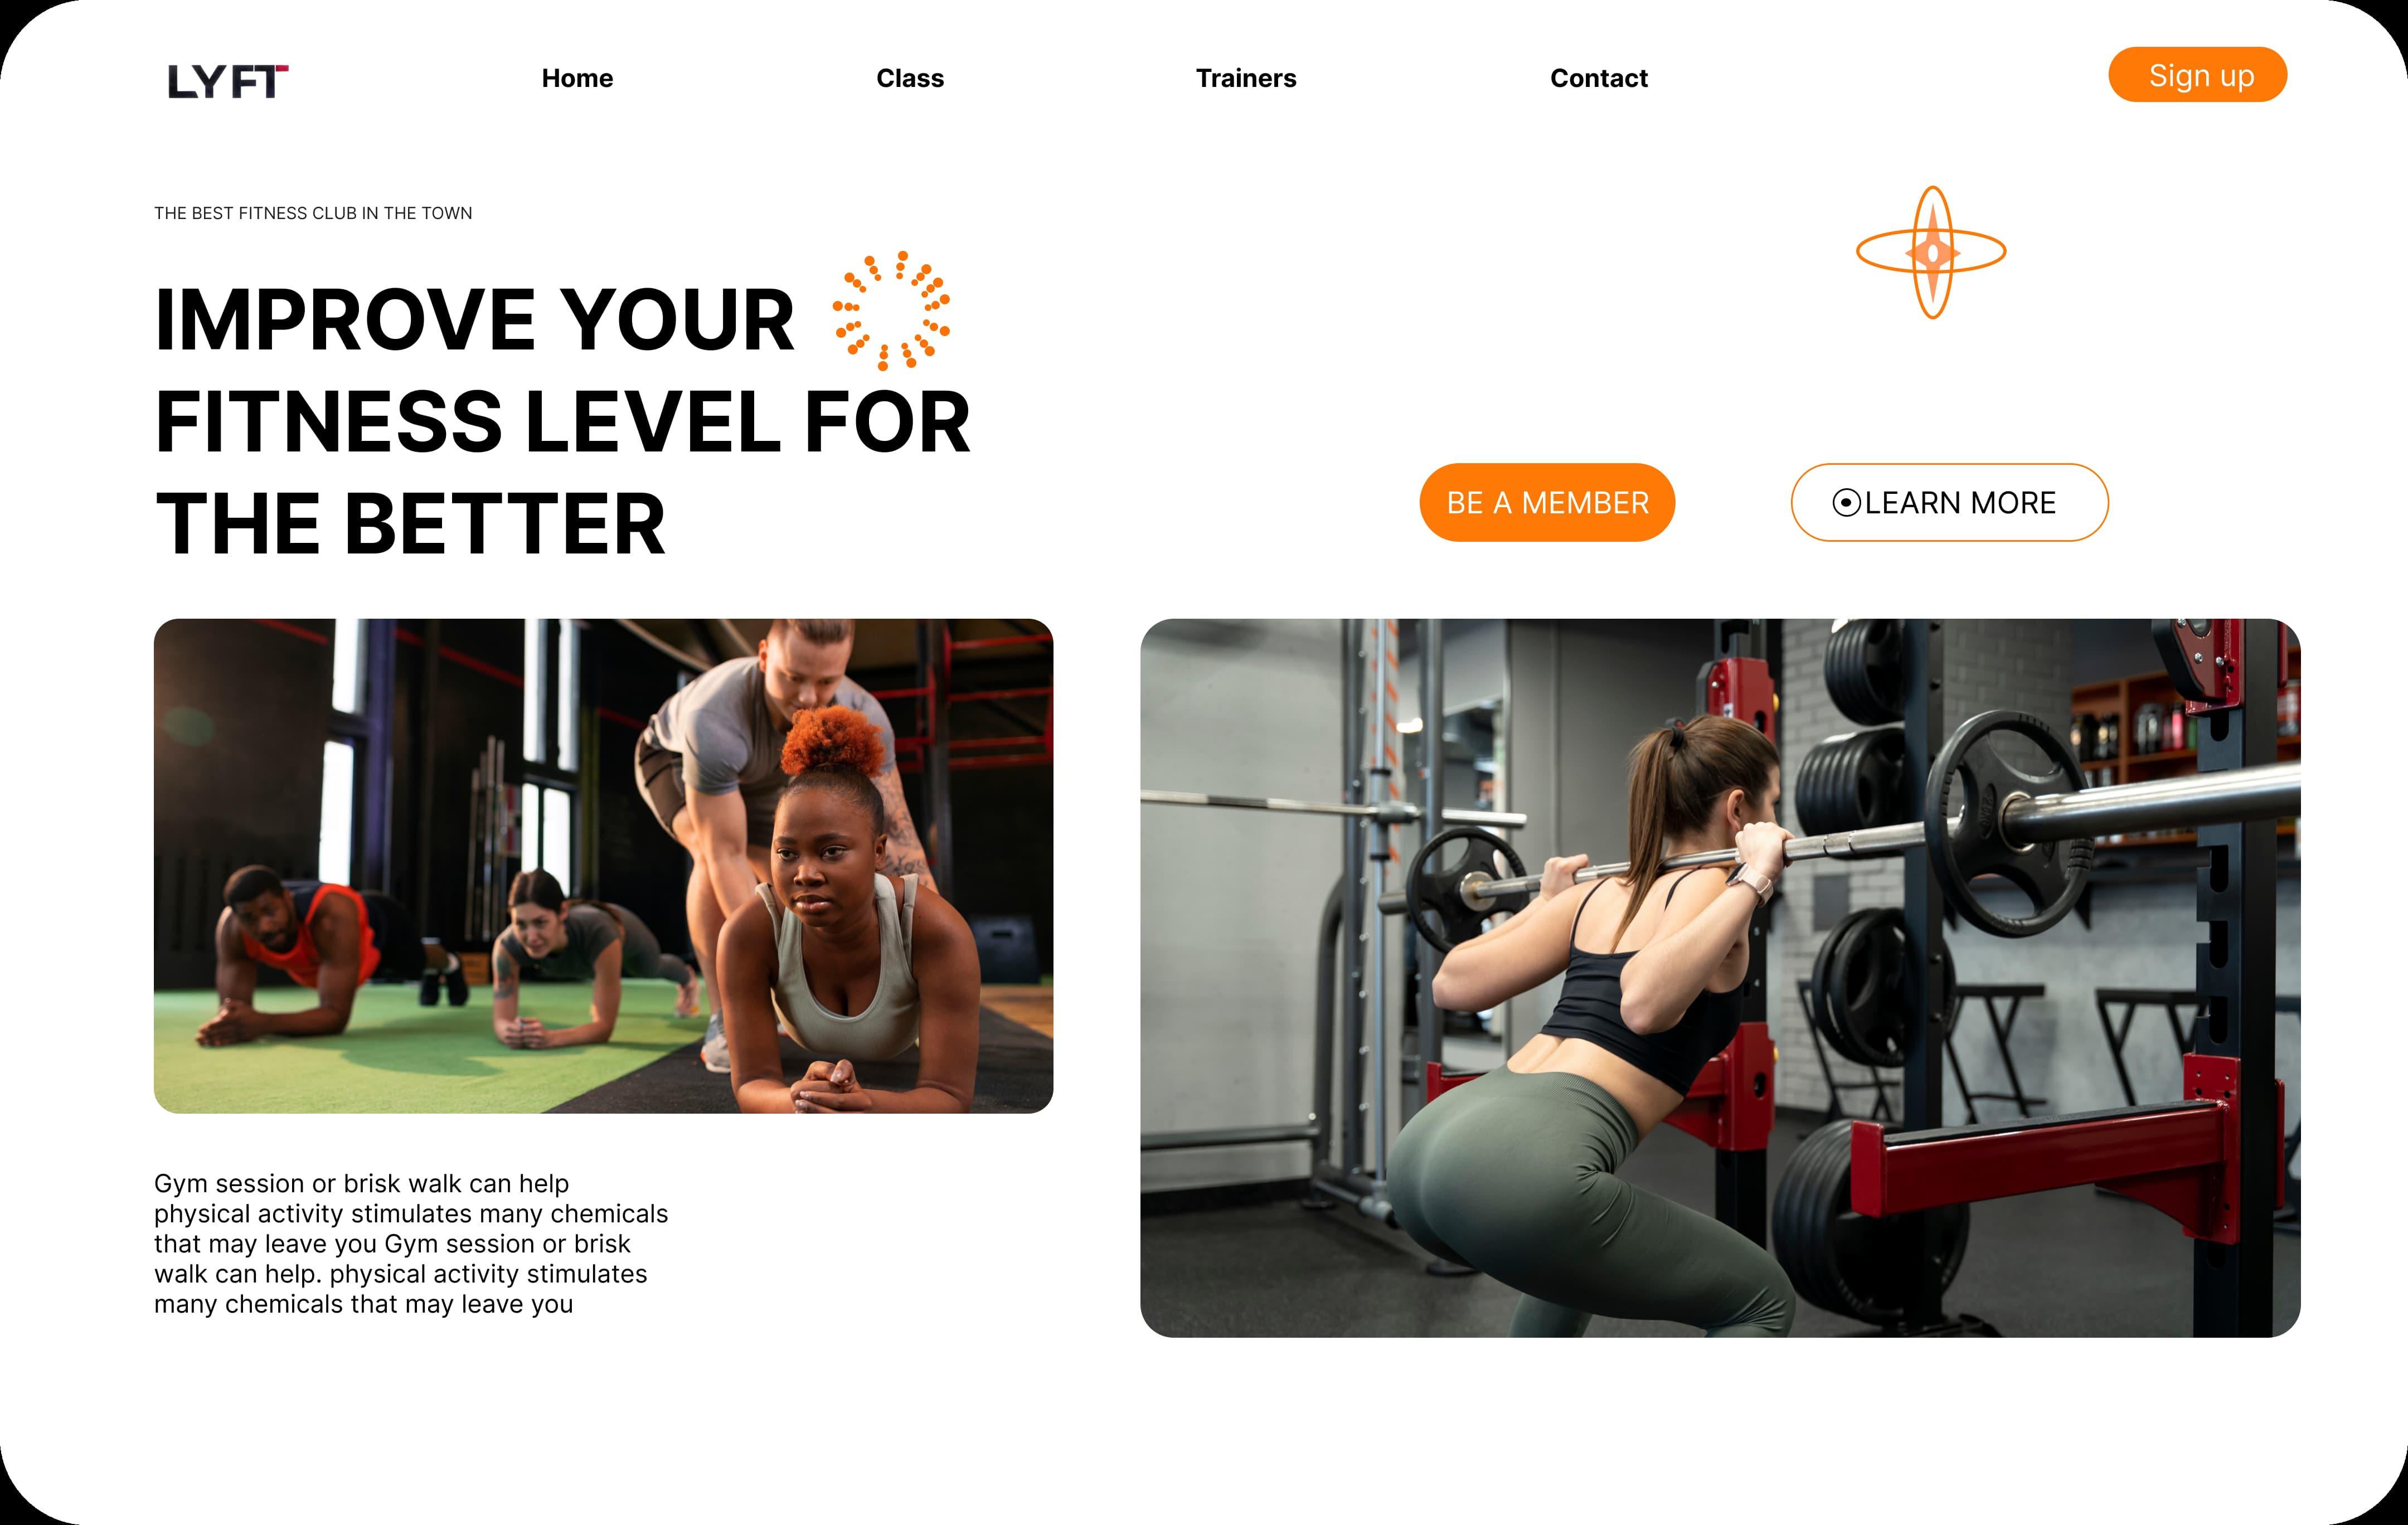 LYFT
Home
Class
Trainers
Contact
Sign up
THE BEST FITNESS CLUB IN THE TOWN
IMPROVE YOUR
FITNESS LEVEL FOR
THE BETTER
BE A MEMBER
LEARN MORE
Gym session or brisk walk can help
physical activity stimulates many chemicals
that may leave you Gym session or brisk
walk can help. physical activity stimulates
many chemicals that may leave you